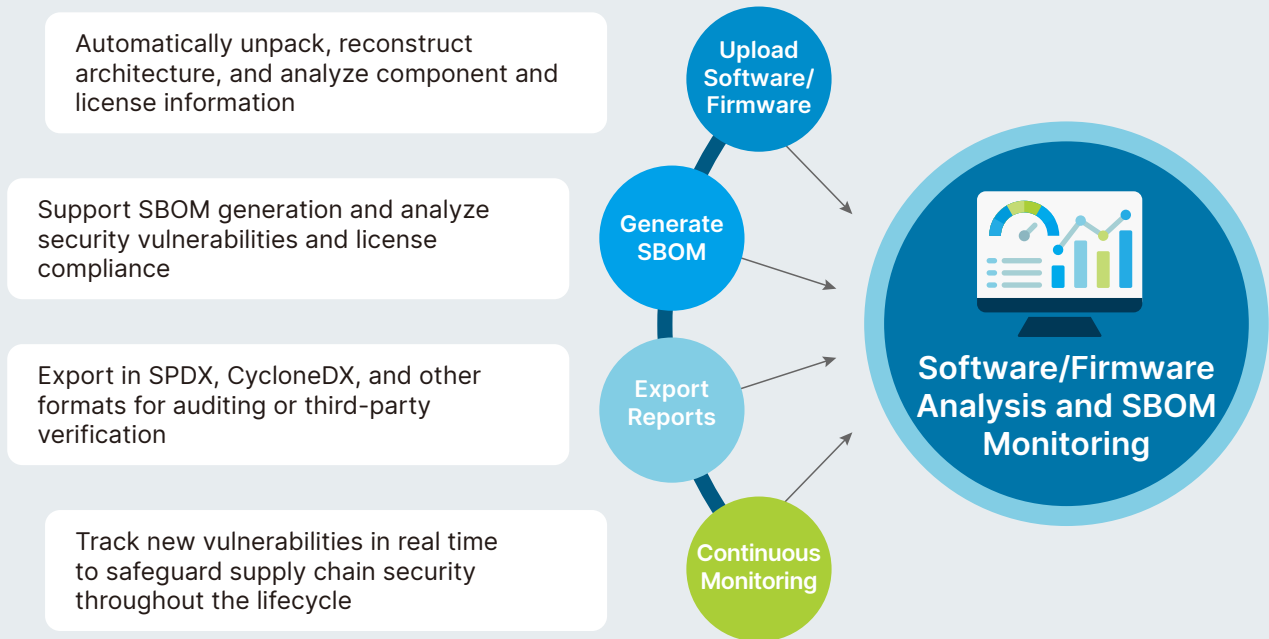 Automatically unpack, reconstruct
architecture, and analyze component and
license information
Upload
Software/
Firmware
Support SBOM generation and analyze
security vulnerabilities and license
compliance
Generate
SBOM
Export in SPDX, CycloneDX, and other
formats for auditing or third-party
verification
Export
Reports
Track new vulnerabilities in real time
to safeguard supply chain security
throughout the lifecycle
Continuous
Monitoring
Software/Firmware
Analysis and SBOM
Monitoring